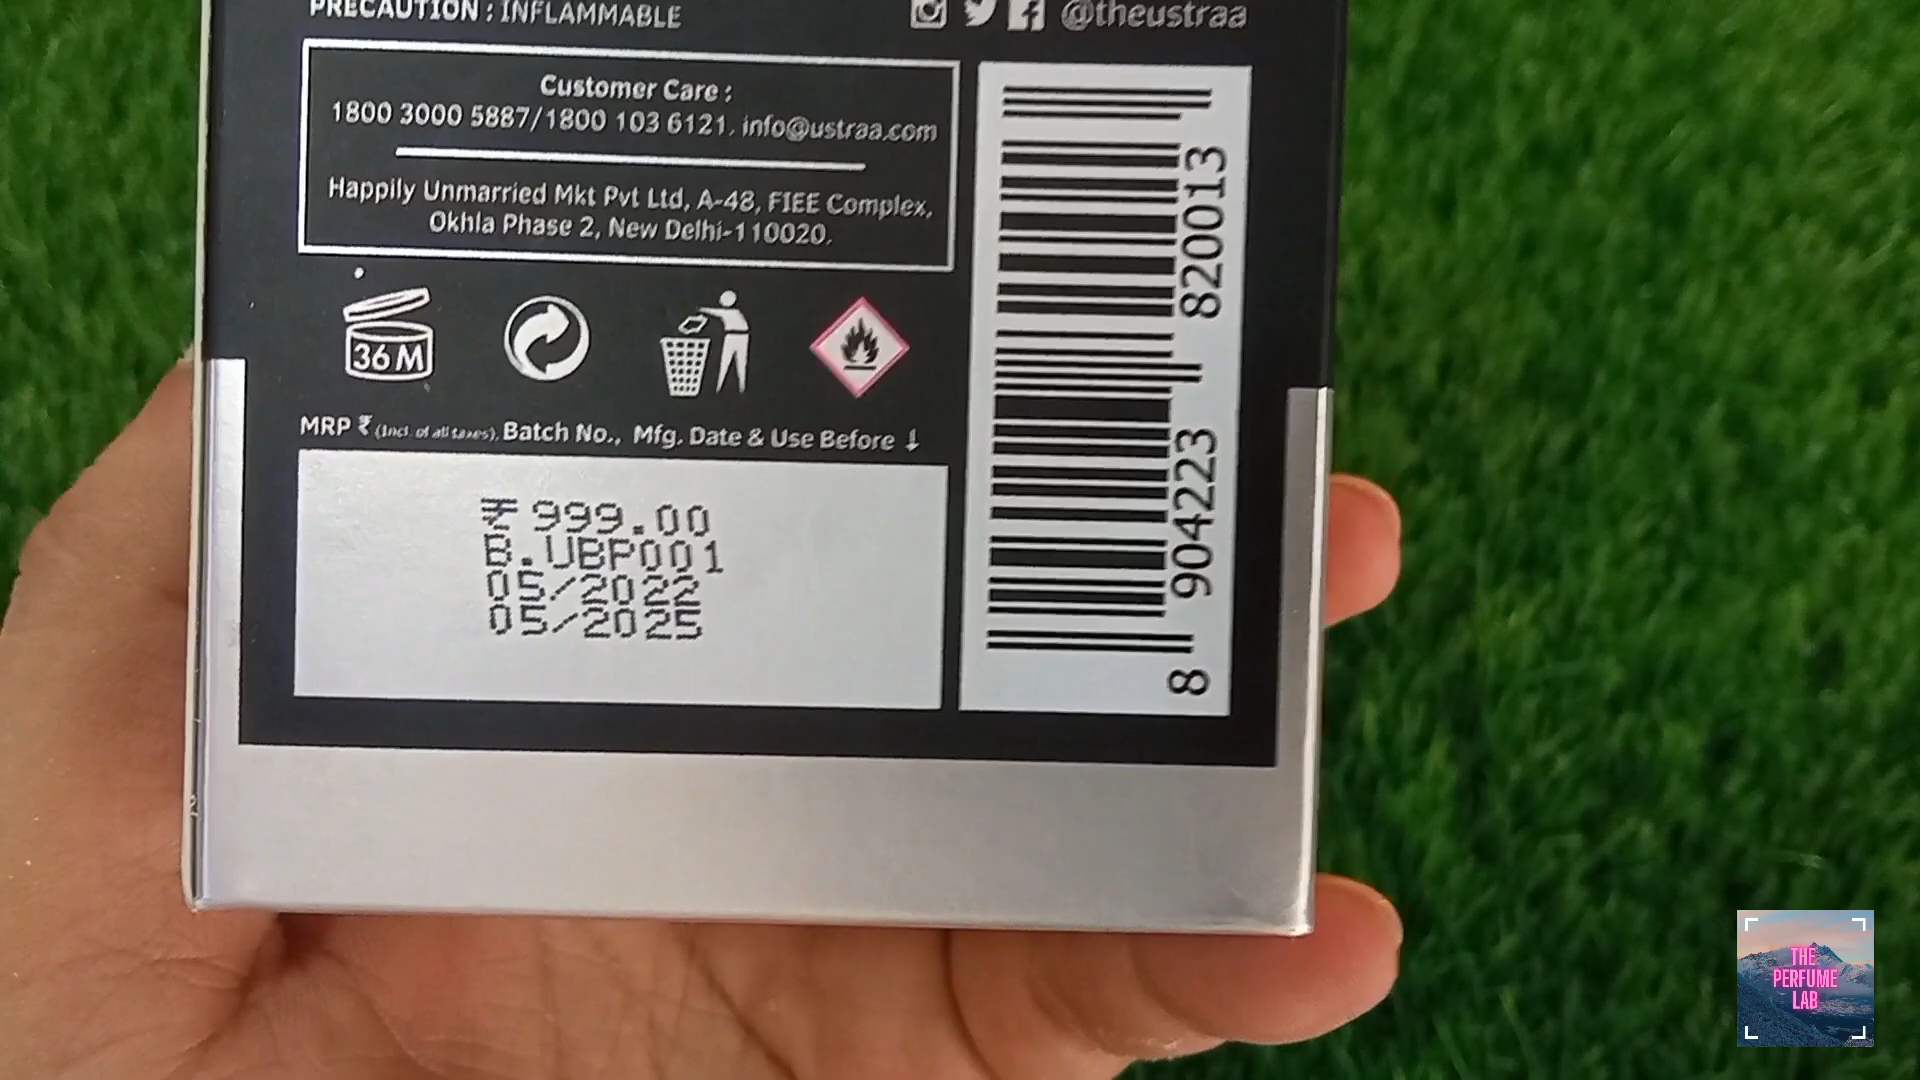 PRECAUTION : INFLAMMABLE
@theustraa
Customer Care :
1800 3000 5887/1800 103 6121, info@ustraa.com
Happily Unmarried Mkt Pvt Ltd, A-48, FIEE Complex,
Okhla Phase 2, New Delhi-110020.
36 M
MRP ₹ (Incl. of all taxes), Batch No., Mfg. Date & Use Before ↓
₹ 999.00
B.UBP001
05/2022
05/2025
8 904223 820013
THE
PERFUME
LAB